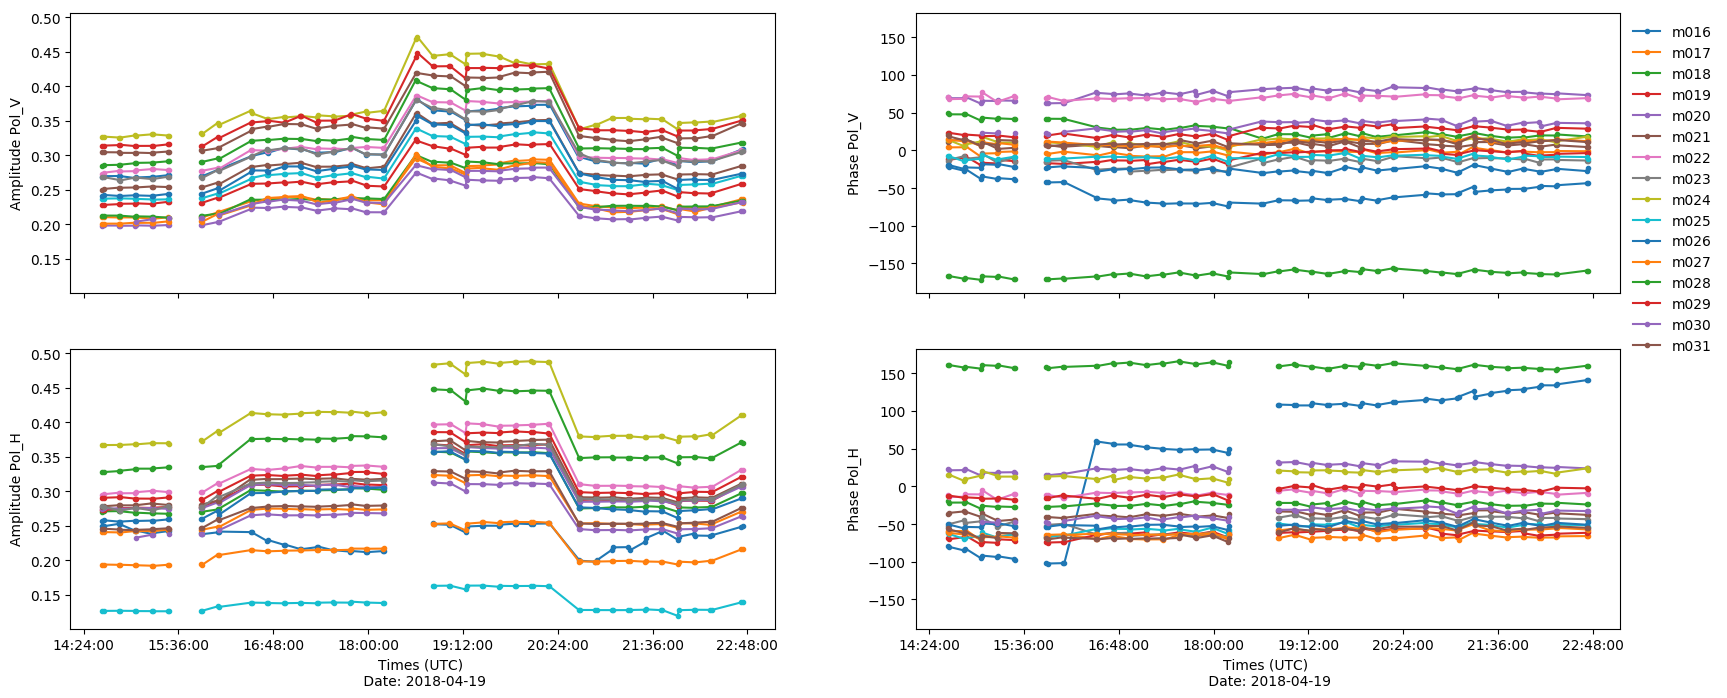 0.50
0.45
0.40
0.35
0.30
0.25
0.20
0.15
Amplitude Pol_V
150
100
50
0
−50
−100
−150
Phase Pol_V
m016
m017
m018
m019
m020
m021
m022
m023
m024
m025
m026
m027
m028
m029
m030
m031
0.50
0.45
0.40
0.35
0.30
0.25
0.20
0.15
Amplitude Pol_H
14:24:00 15:36:00 16:48:00 18:00:00 19:12:00 20:24:00 21:36:00 22:48:00
Times (UTC)
Date: 2018-04-19
150
100
50
0
−50
−100
−150
Phase Pol_H
14:24:00 15:36:00 16:48:00 18:00:00 19:12:00 20:24:00 21:36:00 22:48:00
Times (UTC)
Date: 2018-04-19